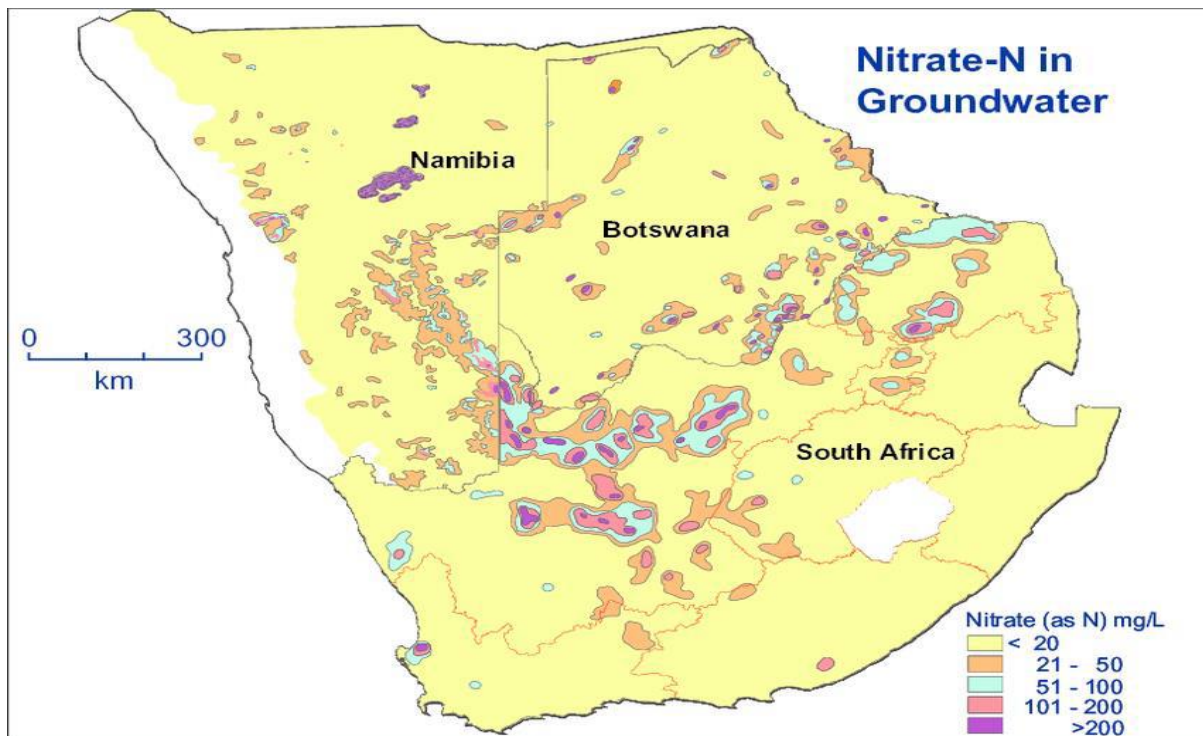 Nitrate-N in
Groundwater
Namibia
Botswana
0 300
km
South Africa
Nitrate (as N) mg/L
< 20
21 - 50
51 - 100
101 - 200
>200